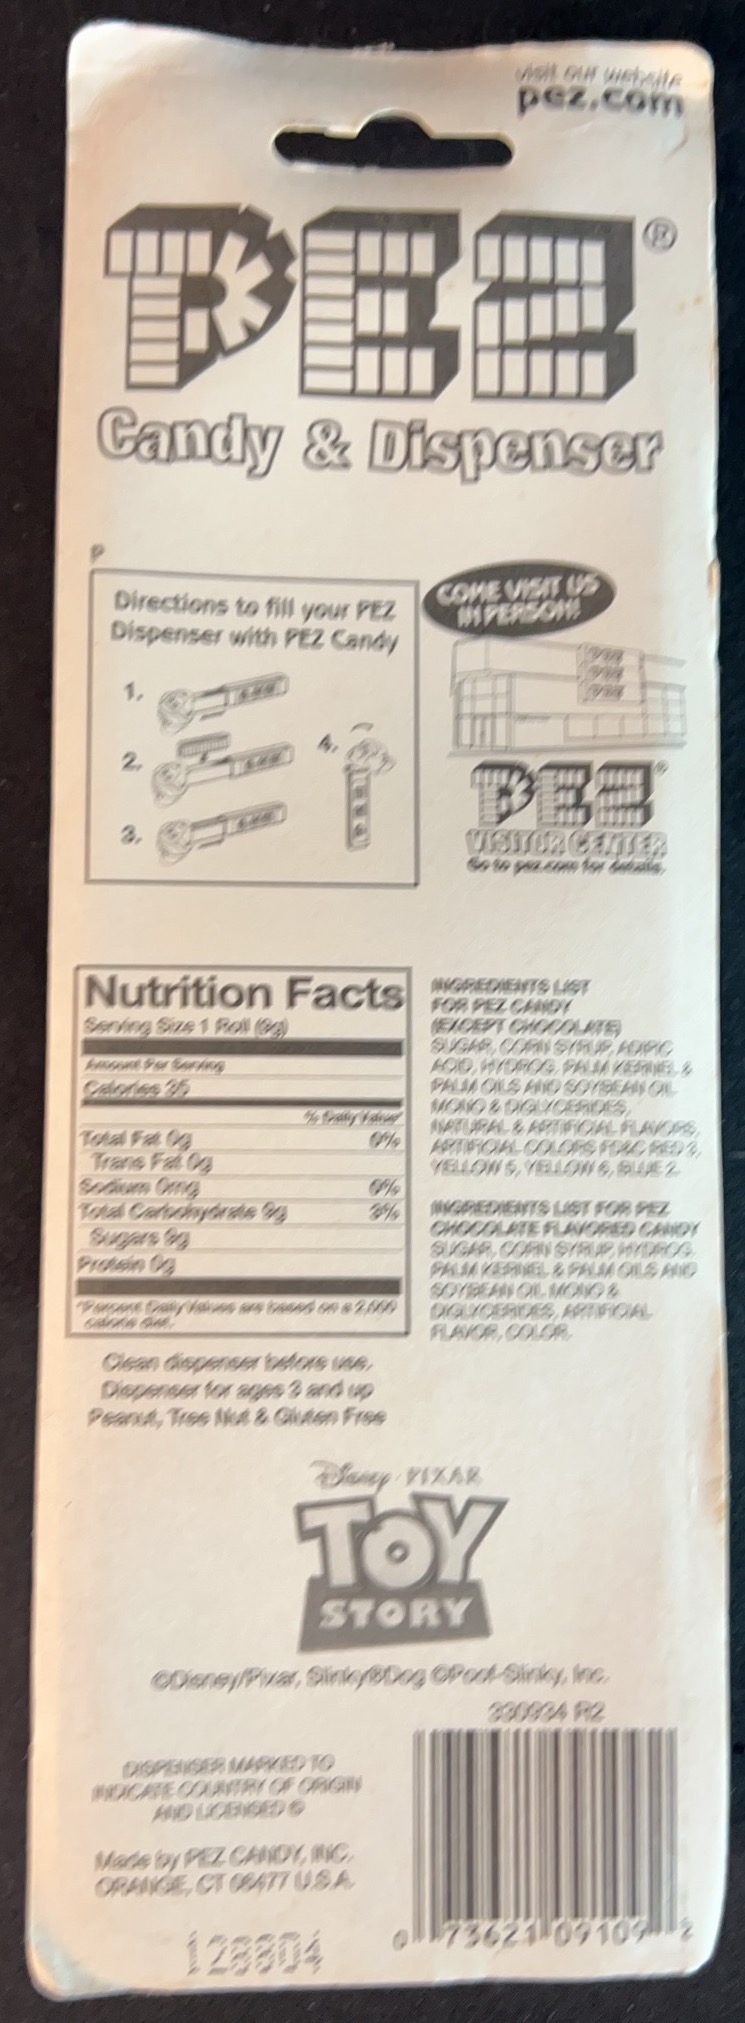 visit our website
pez.com
PEZ®
Candy & Dispenser
P
Directions to fill your PEZ
Dispenser with PEZ Candy
1.
2.
3.
4.
COME VISIT US
IN PERSON!
PEZ
PEZ
PEZ
PEZ®
VISITOR CENTER
Go to pez.com for details.
Nutrition Facts
Serving Size 1 Roll (9g)
Amount Per Serving
Calories 35
% Daily Value*
Total Fat 0g 0%
Trans Fat 0g
Sodium 0mg 0%
Total Carbohydrate 9g 3%
Sugars 9g
Protein 0g
*Percent Daily Values are based on a 2,000
calorie diet.
INGREDIENTS LIST
FOR PEZ CANDY
(EXCEPT CHOCOLATE)
SUGAR, CORN SYRUP, ADIPIC
ACID, HYDROG. PALM KERNEL &
PALM OILS AND SOYBEAN OIL
MONO & DIGLYCERIDES,
NATURAL & ARTIFICIAL FLAVORS,
ARTIFICIAL COLORS FD&C RED 3,
YELLOW 5, YELLOW 6, BLUE 2.
INGREDIENTS LIST FOR PEZ
CHOCOLATE FLAVORED CANDY
SUGAR, CORN SYRUP, HYDROG.
PALM KERNEL & PALM OILS AND
SOYBEAN OIL MONO &
DIGLYCERIDES, ARTIFICIAL
FLAVOR, COLOR.
Clean dispenser before use.
Dispenser for ages 3 and up
Peanut, Tree Nut & Gluten Free
Disney·PIXAR
TOY
STORY
©Disney/Pixar, Slinky®Dog ©Poof-Slinky, Inc.
330934 R2
DISPENSER MARKED TO
INDICATE COUNTRY OF ORIGIN
AND LICENSED ©
Made by PEZ CANDY, INC.
ORANGE, CT 06477 U.S.A.
0 73621 09109 2